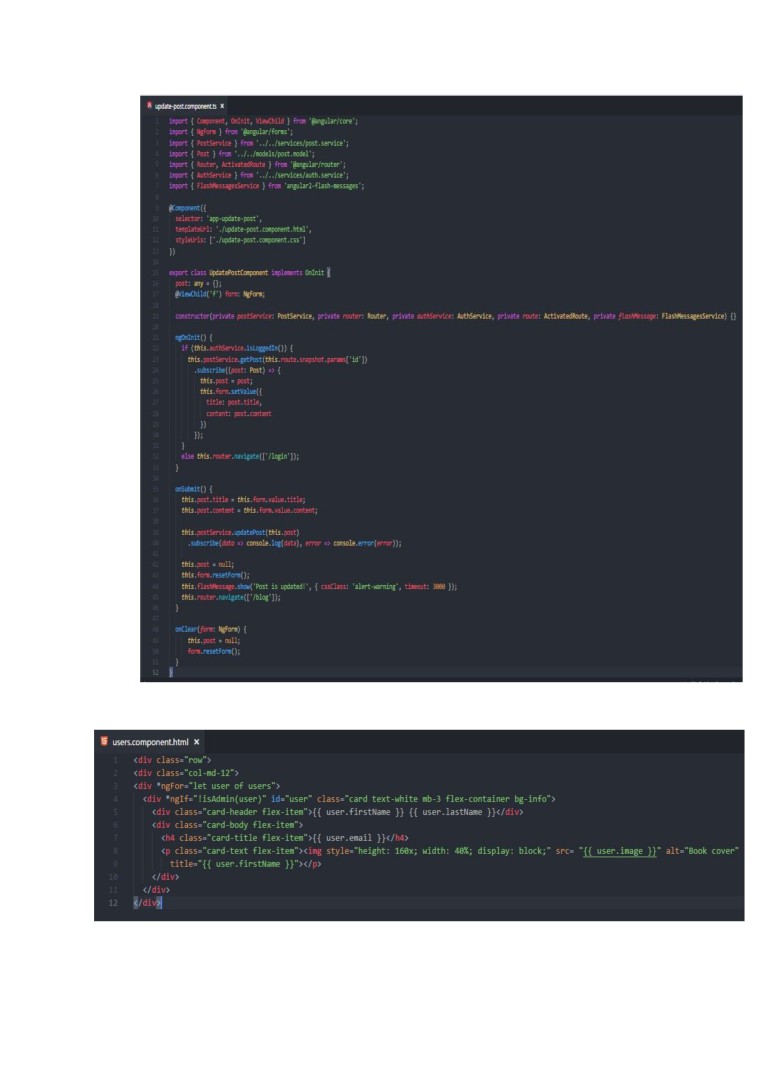 update-post.component.ts ×
1 import { Component, OnInit, ViewChild } from '@angular/core';
2 import { NgForm } from '@angular/forms';
3 import { PostService } from '../../services/post.service';
4 import { Post } from '../../models/post.model';
5 import { Router, ActivatedRoute } from '@angular/router';
6 import { AuthService } from '../../services/auth.service';
7 import { FlashMessagesService } from 'angular2-flash-messages';
8
9 @Component({
10 selector: 'app-update-post',
11 templateUrl: './update-post.component.html',
12 styleUrls: ['./update-post.component.css']
13 })
14
15 export class UpdatePostComponent implements OnInit {
16 post: any = {};
17 @ViewChild('f') form: NgForm;
18
19 constructor(private postService: PostService, private router: Router, private authService: AuthService, private route: ActivatedRoute, private flashMessage: FlashMessagesService) {}
20
21 ngOnInit() {
22 if (this.authService.isLoggedIn()) {
23 this.postService.getPost(this.route.snapshot.params['id'])
24 .subscribe((post: Post) => {
25 this.post = post;
26 this.form.setValue({
27 title: post.title,
28 content: post.content
29 })
30 });
31 }
32 else this.router.navigate(['/login']);
33 }
34
35 onSubmit() {
36 this.post.title = this.form.value.title;
37 this.post.content = this.form.value.content;
38
39 this.postService.updatePost(this.post)
40 .subscribe(data => console.log(data), error => console.error(error));
41
42 this.post = null;
43 this.form.resetForm();
44 this.flashMessage.show('Post is updated!', { cssClass: 'alert-warning', timeout: 3000 });
45 this.router.navigate(['/blog']);
46 }
47
48 onClear(form: NgForm) {
49 this.post = null;
50 form.resetForm();
51 }
52 }
users.component.html ×
1 <div class="row">
2 <div class="col-md-12">
3 <div *ngFor="let user of users">
4 <div *ngIf="!isAdmin(user)" id="user" class="card text-white mb-3 flex-container bg-info">
5 <div class="card-header flex-item">{{ user.firstName }} {{ user.lastName }}</div>
6 <div class="card-body flex-item">
7 <h4 class="card-title flex-item">{{ user.email }}</h4>
8 <p class="card-text flex-item"><img style="height: 160x; width: 40%; display: block;" src= "{{ user.image }}" alt="Book cover"
9 title="{{ user.firstName }}"></p>
10 </div>
11 </div>
12 </div>